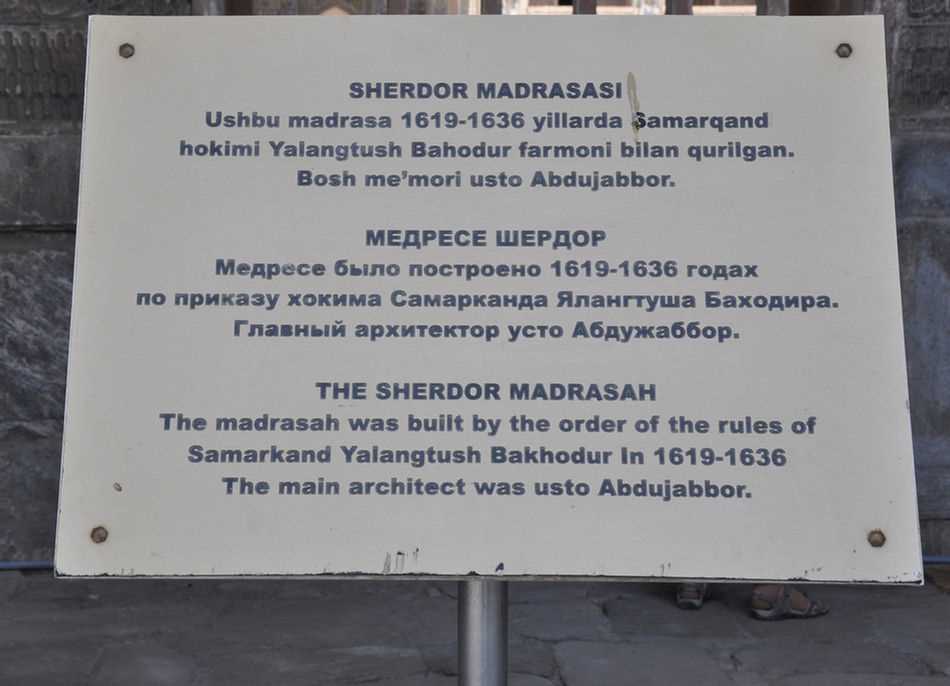 SHERDOR MADRASASI
Ushbu madrasa 1619-1636 yillarda Samarqand
hokimi Yalangtush Bahodur farmoni bilan qurilgan.
Bosh me'mori usto Abdujabbor.
МЕДРЕСЕ ШЕРДОР
Медресе было построено 1619-1636 годах
по приказу хокима Самарканда Ялангтуша Баходира.
Главный архитектор усто Абдужаббор.
THE SHERDOR MADRASAH
The madrasah was built by the order of the rules of
Samarkand Yalangtush Bakhodur in 1619-1636
The main architect was usto Abdujabbor.